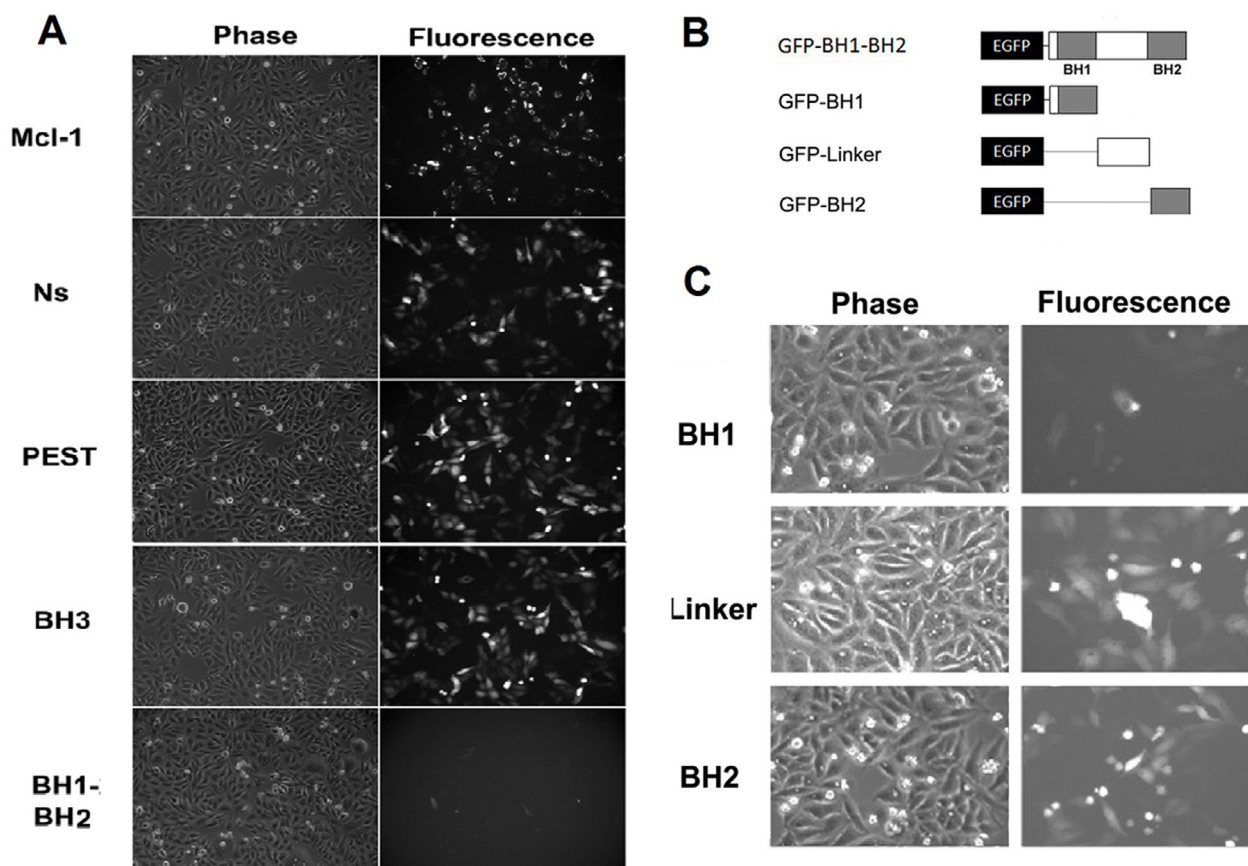 A
Phase Fluorescence
Mcl-1
Ns
PEST
BH3
BH1-
BH2
B
GFP-BH1-BH2 EGFP
BH1 BH2
GFP-BH1 EGFP
GFP-Linker EGFP
GFP-BH2 EGFP
C
Phase Fluorescence
BH1
Linker
BH2